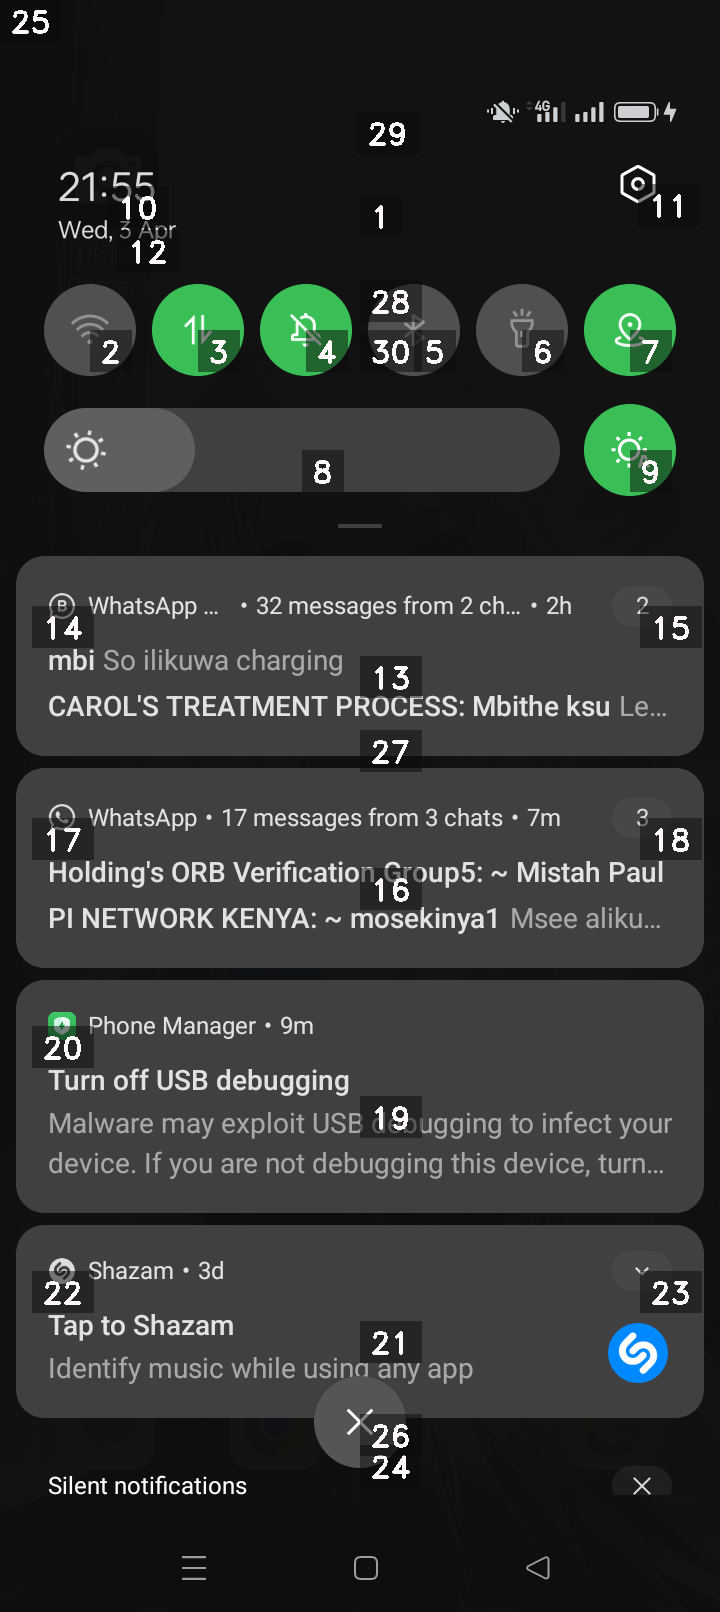 25
4G
29
21:55
11
10
1
Wed, 3 Apr
12
28
2
3
4
30
5
6
7
8
9
WhatsApp ... • 32 messages from 2 ch... • 2h
2
14
15
mbi So ilikuwa charging
13
CAROL'S TREATMENT PROCESS: Mbithe ksu Le...
27
WhatsApp • 17 messages from 3 chats • 7m
3
17
18
Holding's ORB Verification Group5: ~ Mistah Paul
16
PI NETWORK KENYA: ~ mosekinya1 Msee aliku...
Phone Manager • 9m
20
Turn off USB debugging
19
Malware may exploit USB debugging to infect your
device. If you are not debugging this device, turn...
Shazam • 3d
22
23
Tap to Shazam
21
Identify music while using any app
26
24
Silent notifications